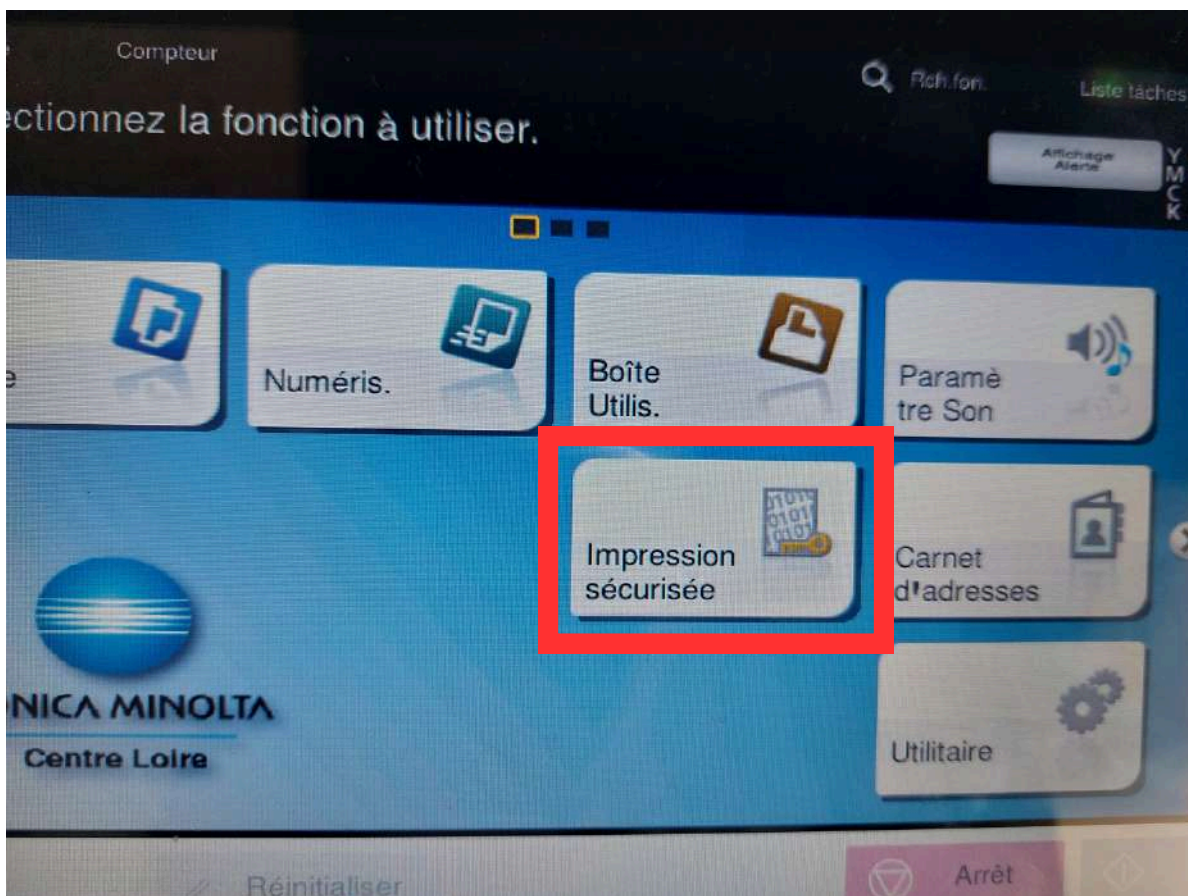 Compteur
Rch.fon.
Liste tâches
ectionnez la fonction à utiliser.
Affichage
Alerte
Y
M
C
K
e
Numéris.
Boîte
Utilis.
Paramè
tre Son
Impression
sécurisée
Carnet
d'adresses
NICA MINOLTA
Centre Loire
Utilitaire
Réinitialiser
Arrêt